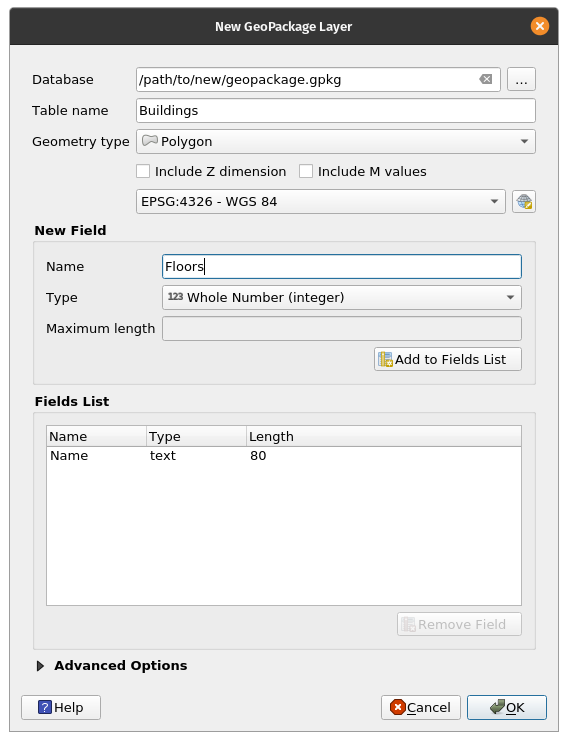 New GeoPackage Layer
Database /path/to/new/geopackage.gpkg ...
Table name Buildings
Geometry type Polygon
Include Z dimension Include M values
EPSG:4326 - WGS 84
New Field
Name Floors
Type 123 Whole Number (integer)
Maximum length
Add to Fields List
Fields List
Name Type Length
Name text 80
Remove Field
Advanced Options
? Help Cancel OK